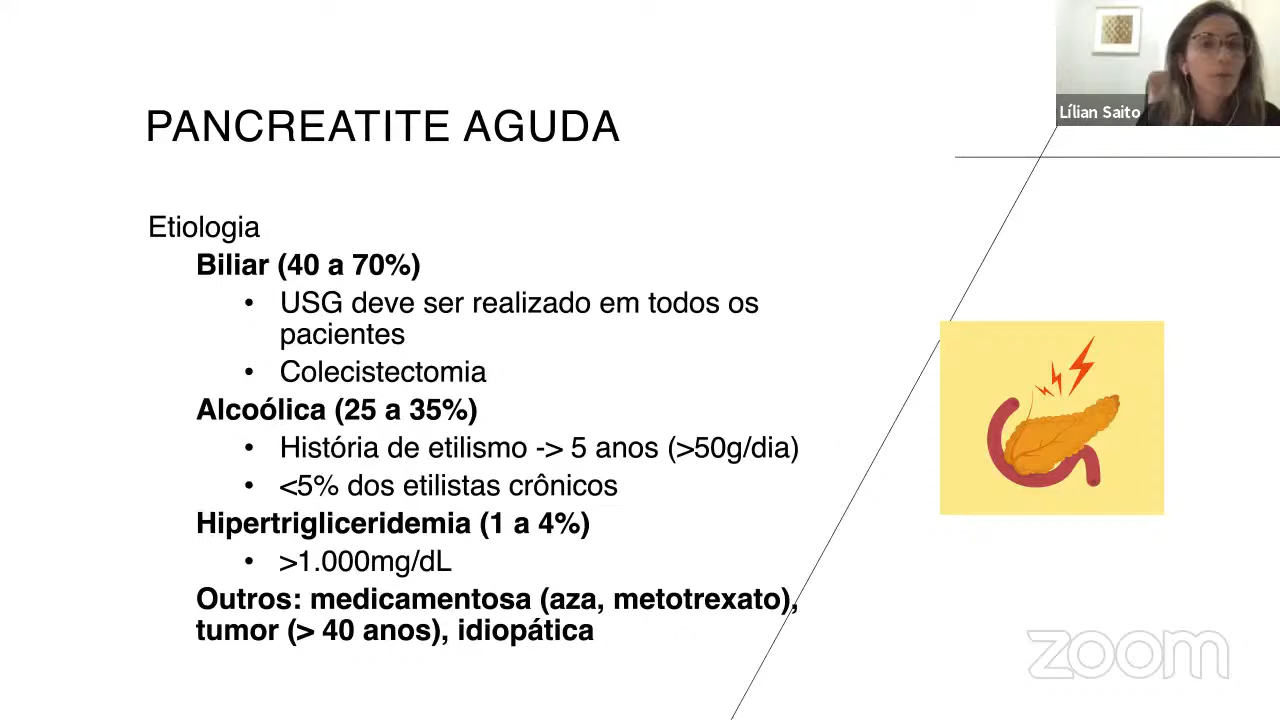 Lílian Saito
PANCREATITE AGUDA
Etiologia
Biliar (40 a 70%)
• USG deve ser realizado em todos os
pacientes
• Colecistectomia
Alcoólica (25 a 35%)
• História de etilismo -> 5 anos (>50g/dia)
• <5% dos etilistas crônicos
Hipertrigliceridemia (1 a 4%)
• >1.000mg/dL
Outros: medicamentosa (aza, metotrexato),
tumor (> 40 anos), idiopática
zoom